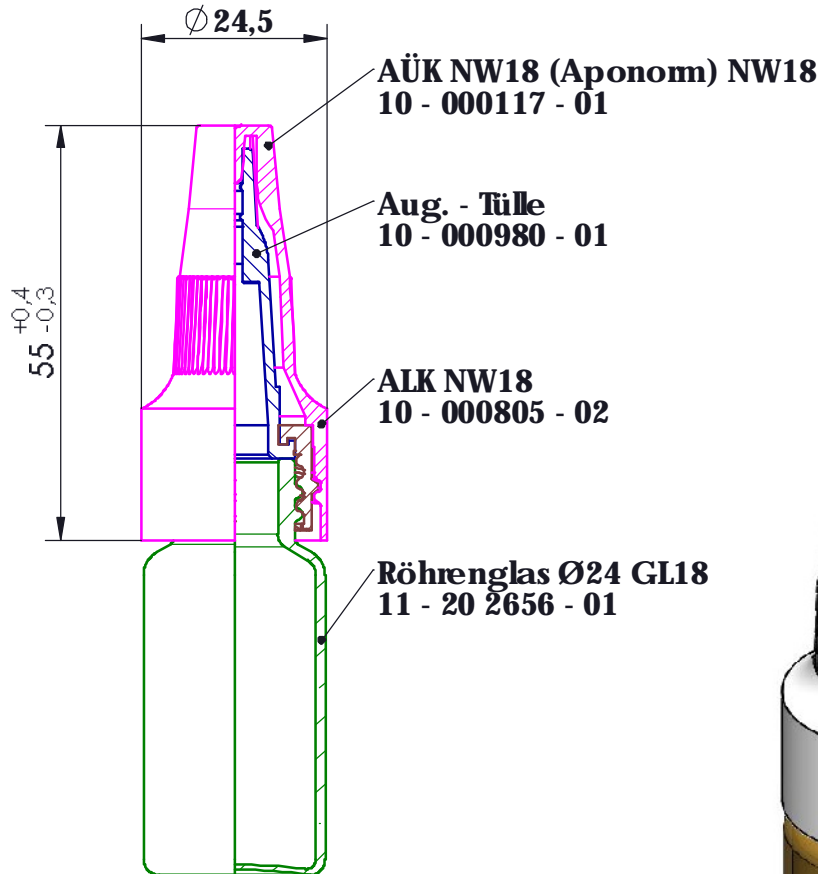 Ø 24,5
AÜK NW18 (Aponorm) NW18
10 - 000117 - 01
Aug. - Tülle
10 - 000980 - 01
55 +0,4 -0,3
ALK NW18
10 - 000805 - 02
Röhrenglas Ø24 GL18
11 - 20 2656 - 01